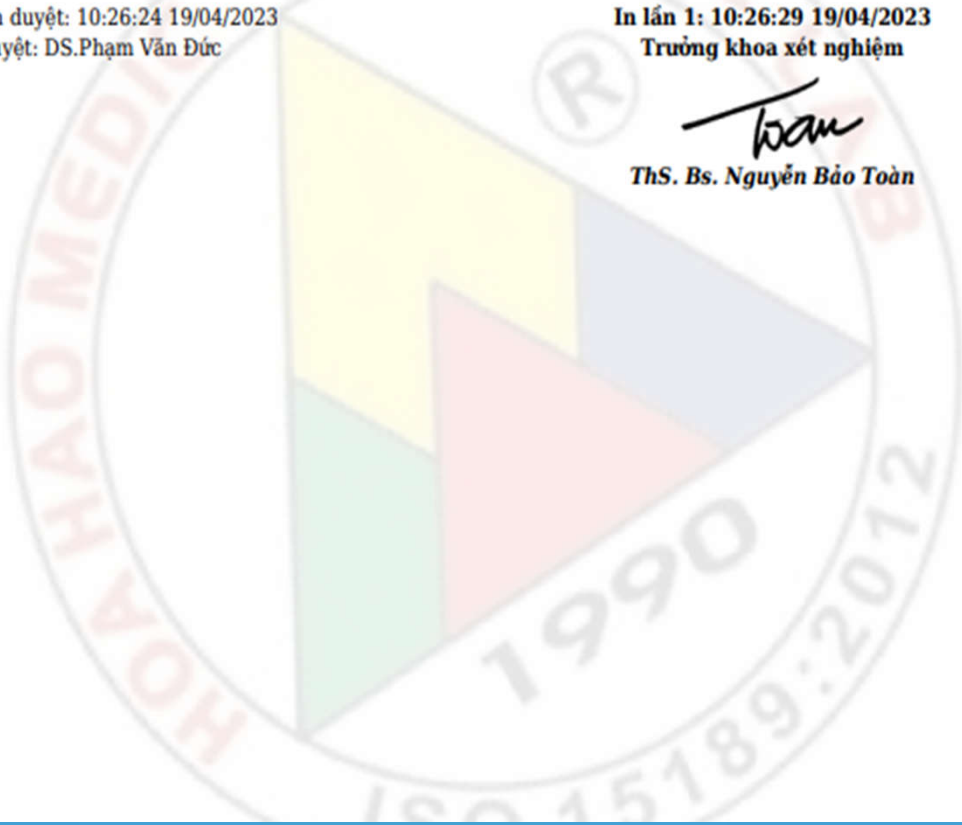 duyệt: 10:26:24 19/04/2023
yệt: DS.Phạm Văn Đức
In lần 1: 10:26:29 19/04/2023
Trưởng khoa xét nghiệm
Toan
ThS. Bs. Nguyễn Bảo Toàn
®
HOA HAO MEDIC
LAB
1990
ISO 15189:2012